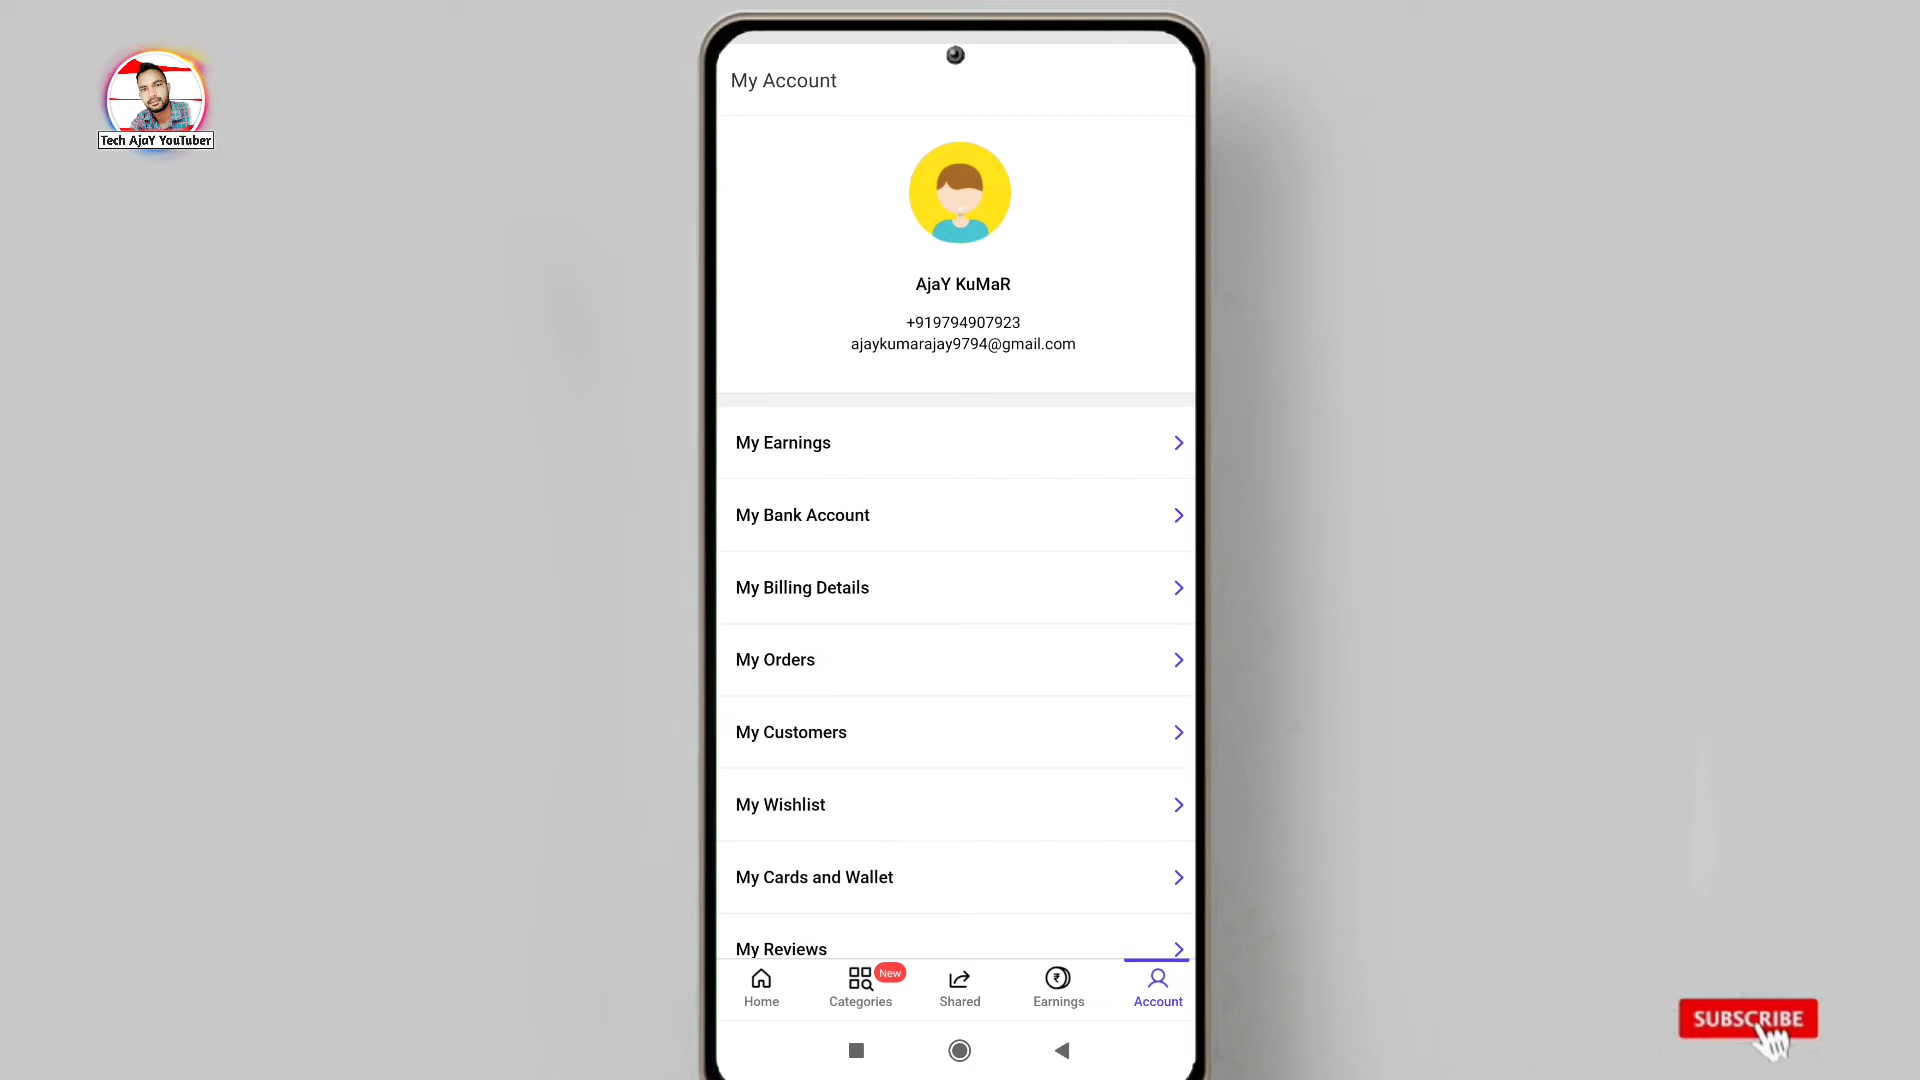 Tech AjaY YouTuber
My Account
AjaY KuMaR
+919794907923
ajaykumarajay9794@gmail.com
My Earnings
My Bank Account
My Billing Details
My Orders
My Customers
My Wishlist
My Cards and Wallet
My Reviews
New
Home
Categories
Shared
Earnings
Account
SUBSCRIBE